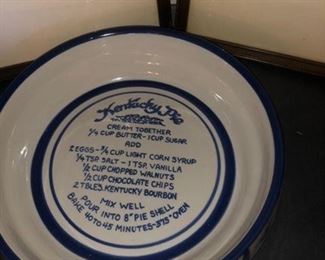 Kentucky Pie
CREAM TOGETHER
1/4 CUP BUTTER - 1 CUP SUGAR
ADD
2 EGGS - 3/4 CUP LIGHT CORN SYRUP
1/4 TSP. SALT - 1 TSP. VANILLA
1/2 CUP CHOPPED WALNUTS
1/2 CUP CHOCOLATE CHIPS
2 TBLES. KENTUCKY BOURBON
MIX WELL
POUR INTO 8" PIE SHELL
BAKE 40 TO 45 MINUTES - 375° OVEN